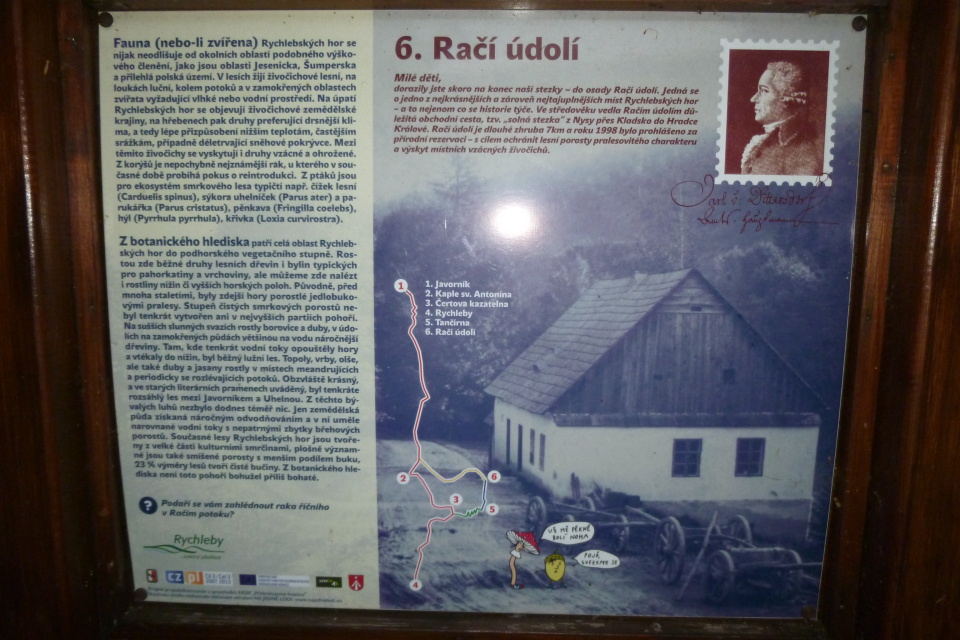 Fauna (nebo-li zvířena) Rychlebských hor se
nijak neodlišuje od okolních oblastí podobného výško-
vého členění, jako jsou oblasti Jesenicka, Šumperska
a přilehlá polská území. V lesích žijí živočichové lesní, na
loukách luční, kolem potoků a v zamokřených oblastech
zvířata vyžadující vlhké nebo vodní prostředí. Na úpatí
Rychlebských hor se objevují živočichové zemědělské
krajiny, na hřebenech pak druhy preferující drsnější kli-
ma, a tedy lépe přizpůsobení nižším teplotám, častějším
srážkám, případně déletrvající sněhové pokrývce. Mezi
těmito živočichy se vyskytují i druhy vzácné a ohrožené.
Z korýšů je nepochybně nejznámější rak, u kterého v sou-
časné době probíhá pokus o reintrodukci. Z ptáků jsou
pro ekosystém smrkového lesa typičtí např. čížek lesní
(Carduelis spinus), sýkora uhelníček (Parus ater) a pa-
rukářka (Parus cristatus), pěnkava (Fringilla coelebs),
hýl (Pyrrhula pyrrhula), křivka (Loxia curvirostra).
Z botanického hlediska patří celá oblast Rychleb-
ských hor do podhorského vegetačního stupně. Ros-
tou zde běžné druhy lesních dřevin i bylin typických
pro pahorkatiny a vrchoviny, ale můžeme zde nalézt
i rostliny nižin či vyšších horských poloh. Původně, před
mnoha staletími, byly zdejší hory porostlé jedlobuko-
vými pralesy. Stupeň čistých smrkových porostů ne-
byl tenkrát vytvořen ani v nejvyšších partiích pohoří.
Na sušších slunných svazích rostly borovice a duby, v údo-
lích na zamokřených půdách většinou na vodu náročnější
dřeviny. Tam, kde tenkrát vodní toky opouštěly hory
a vtékaly do nížin, byl běžný lužní les. Topoly, vrby, olše,
ale také duby a jasany rostly v místech meandrujících
a periodicky se rozlévajících potoků. Obzvláště krásný,
a ve starých literárních pramenech uváděný, byl tenkráte
rozsáhlý les mezi Javorníkem a Uhelnou. Z těchto bý-
valých luhů nezbylo dodnes téměř nic. Jen zemědělská
půda získaná náročným odvodňováním a v ní uměle
narovnané vodní toky s nepatrnými zbytky břehových
porostů. Současné lesy Rychlebských hor jsou tvoře-
ny z velké části kulturními smrčinami, plošně význam-
né jsou také smíšené porosty s menším podílem buku,
23 % výměry lesů tvoří čisté bučiny. Z botanického hle-
diska není toto pohoří bohužel příliš bohaté.
? Podaří se vám zahlédnout raka říčního
v Račím potoku?
Rychleby
cz pl
6. Račí údolí
Milé děti,
dorazily jste skoro na konec naší stezky – do osady Račí údolí. Jedná se
o jedno z nejkrásnějších a zároveň nejtajuplnějších míst Rychlebských hor
– a to nejenom co se historie týče. Ve středověku vedla Račím údolím dů-
ležitá obchodní cesta, tzv. „solná stezka“ z Nysy přes Kladsko do Hradce
Králové. Račí údolí je dlouhé zhruba 7km a roku 1998 bylo prohlášeno za
přírodní rezervaci – s cílem ochránit lesní porosty pralesovitého charakteru
a výskyt místních vzácných živočichů.
1. Javorník
2. Kaple sv. Antonína
3. Čertova kazatelna
4. Rychleby
5. Tančírna
6. Račí údolí
1
2
6
3
5
4
UŽ MĚ PĚKNĚ
BOLÍ NOHA
POJĎ,
SVEZEME SE